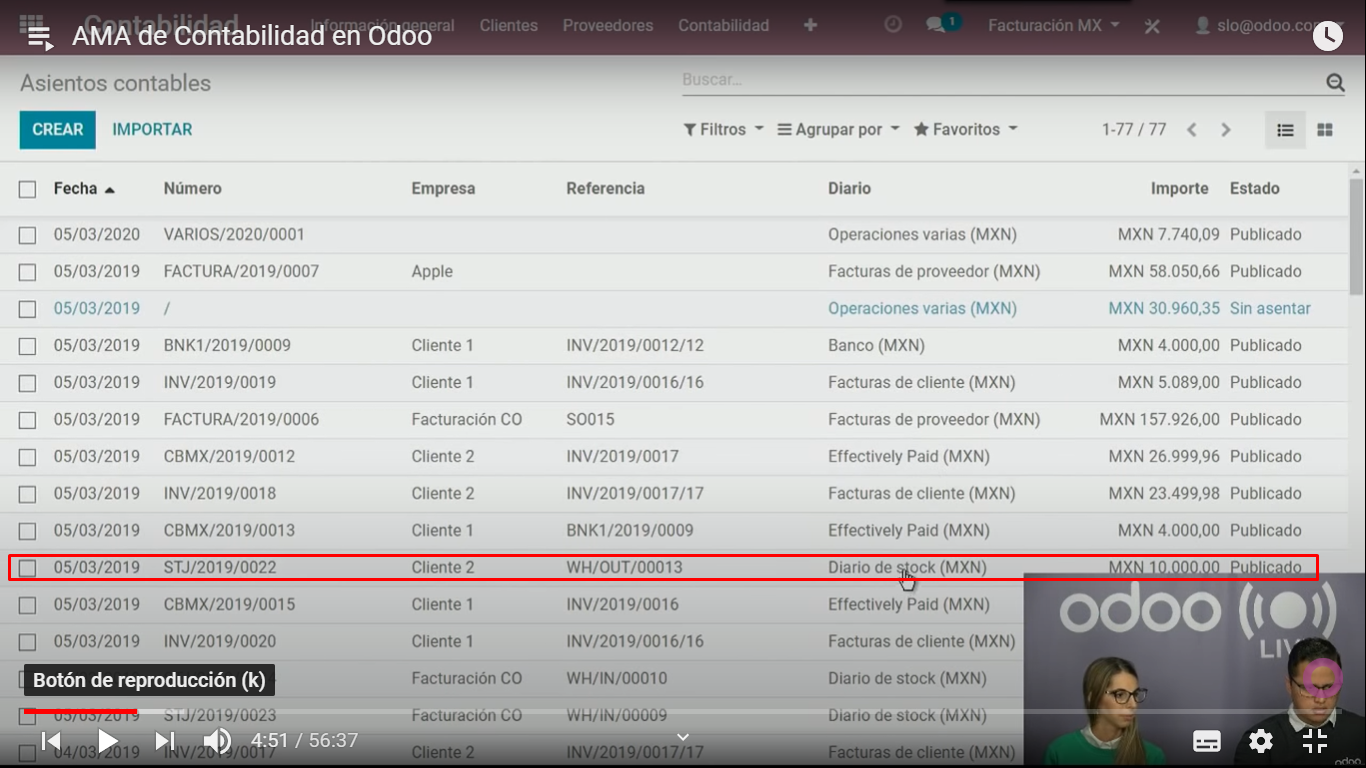 Contabilidad Información general Clientes Proveedores Contabilidad + 1 Facturación MX
AMA de Contabilidad en Odoo
Asientos contables Buscar...
CREAR IMPORTAR Filtros Agrupar por Favoritos 1-77 / 77
Fecha Número Empresa Referencia Diario Importe Estado
05/03/2020 VARIOS/2020/0001 Operaciones varias (MXN) MXN 7.740,09 Publicado
05/03/2019 FACTURA/2019/0007 Apple Facturas de proveedor (MXN) MXN 58.050,66 Publicado
05/03/2019 / Operaciones varias (MXN) MXN 30.960,35 Sin asentar
05/03/2019 BNK1/2019/0009 Cliente 1 INV/2019/0012/12 Banco (MXN) MXN 4.000,00 Publicado
05/03/2019 INV/2019/0019 Cliente 1 INV/2019/0016/16 Facturas de cliente (MXN) MXN 5.089,00 Publicado
05/03/2019 FACTURA/2019/0006 Facturación CO SO015 Facturas de proveedor (MXN) MXN 157.926,00 Publicado
05/03/2019 CBMX/2019/0012 Cliente 2 INV/2019/0017 Effectively Paid (MXN) MXN 26.999,96 Publicado
05/03/2019 INV/2019/0018 Cliente 2 INV/2019/0017/17 Facturas de cliente (MXN) MXN 23.499,98 Publicado
05/03/2019 CBMX/2019/0013 Cliente 1 BNK1/2019/0009 Effectively Paid (MXN) MXN 4.000,00 Publicado
05/03/2019 STJ/2019/0022 Cliente 2 WH/OUT/00013 Diario de stock (MXN) MXN 10.000,00 Publicado
05/03/2019 CBMX/2019/0015 Cliente 1 INV/2019/0016 Effectively Paid (MXN)
05/03/2019 INV/2019/0020 Cliente 1 INV/2019/0016/16 Facturas de cliente (MXN)
odoo
LIV
Botón de reproducción (k) Facturación CO WH/IN/00010 Diario de stock (MXN)
05/03/2019 STJ/2019/0023 Facturación CO WH/IN/00009 Diario de stock (MXN)
04/03/2019 INV/2019/0017 Cliente 2 INV/2019/0017/17 Facturas de cliente (MXN)
4:51 / 56:37
odoo.